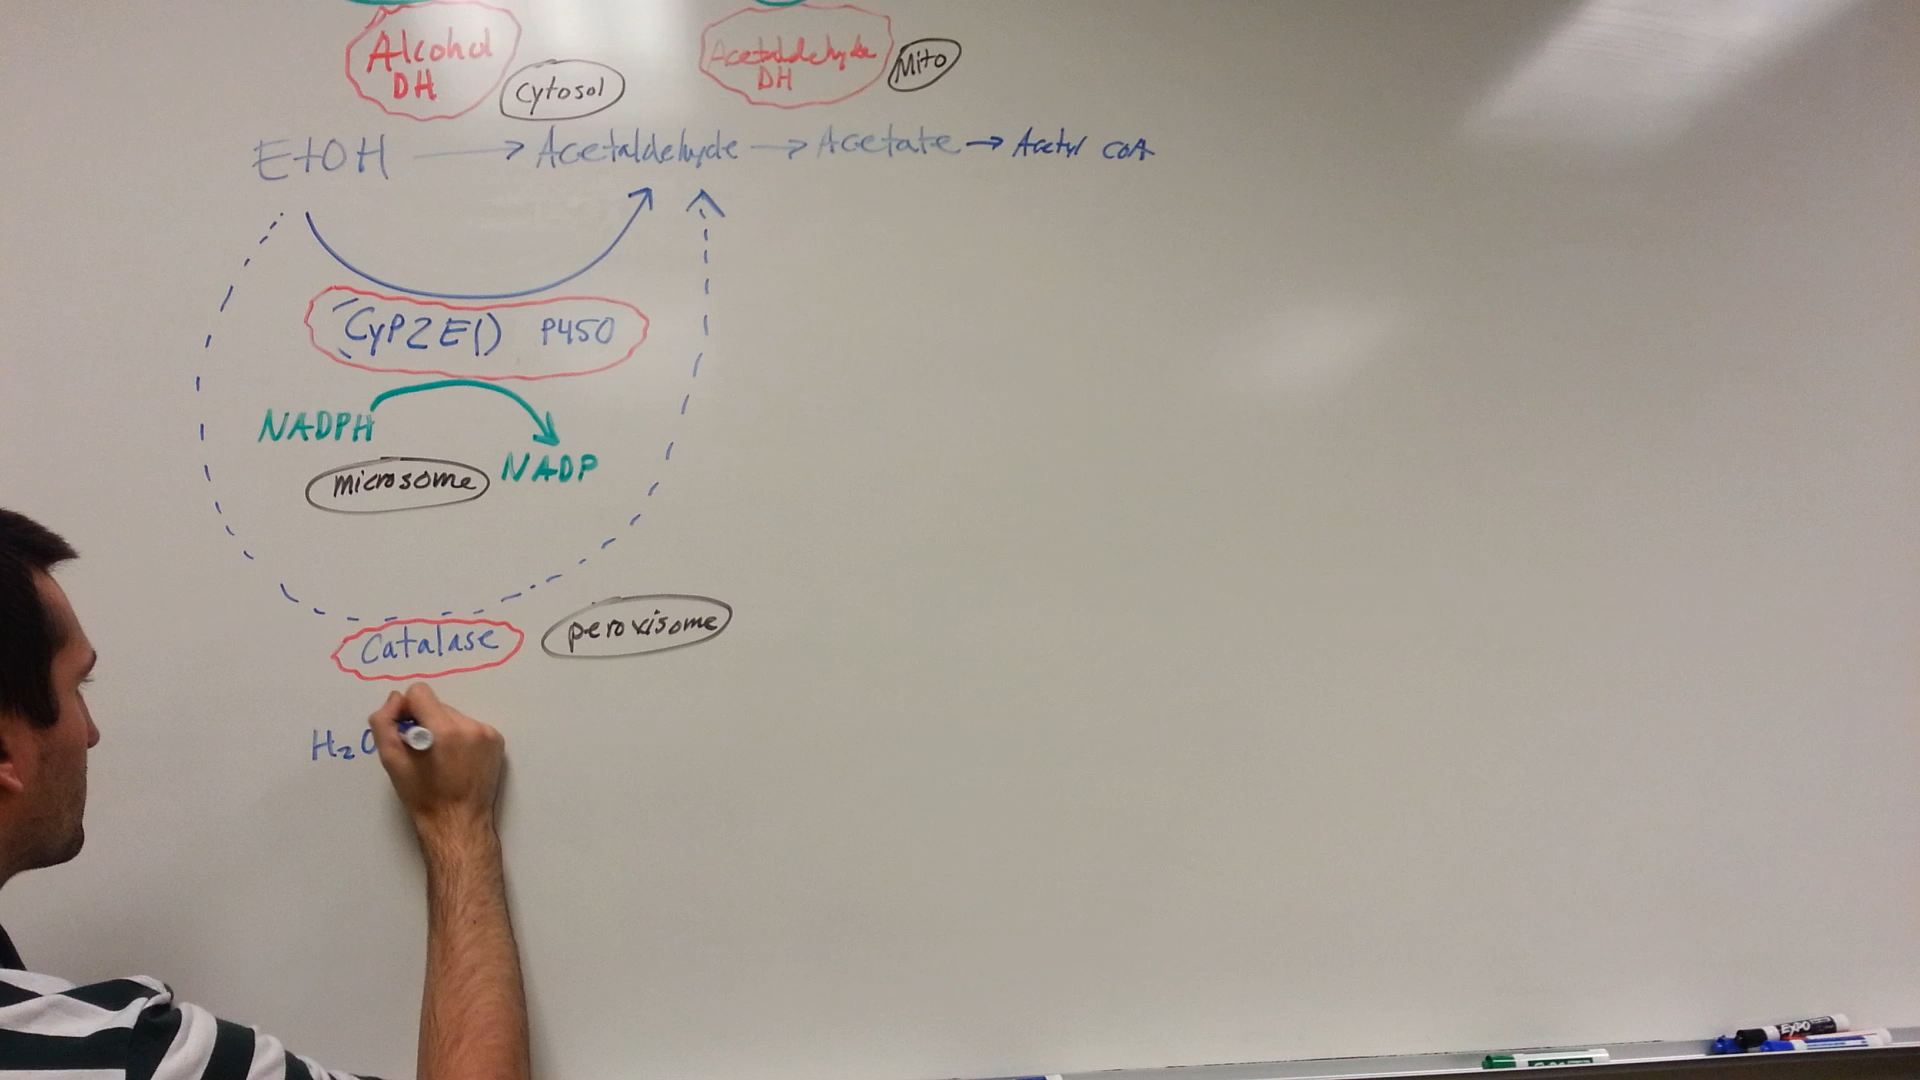 Alcohol
DH
cytosol
Acetaldehyde
DH
Mito
EtOH → Acetaldehyde → Acetate → Acetyl CoA
(CyP2E1) P450
NADPH
NADP
microsome
catalase
peroxisome
H₂O
EXPO